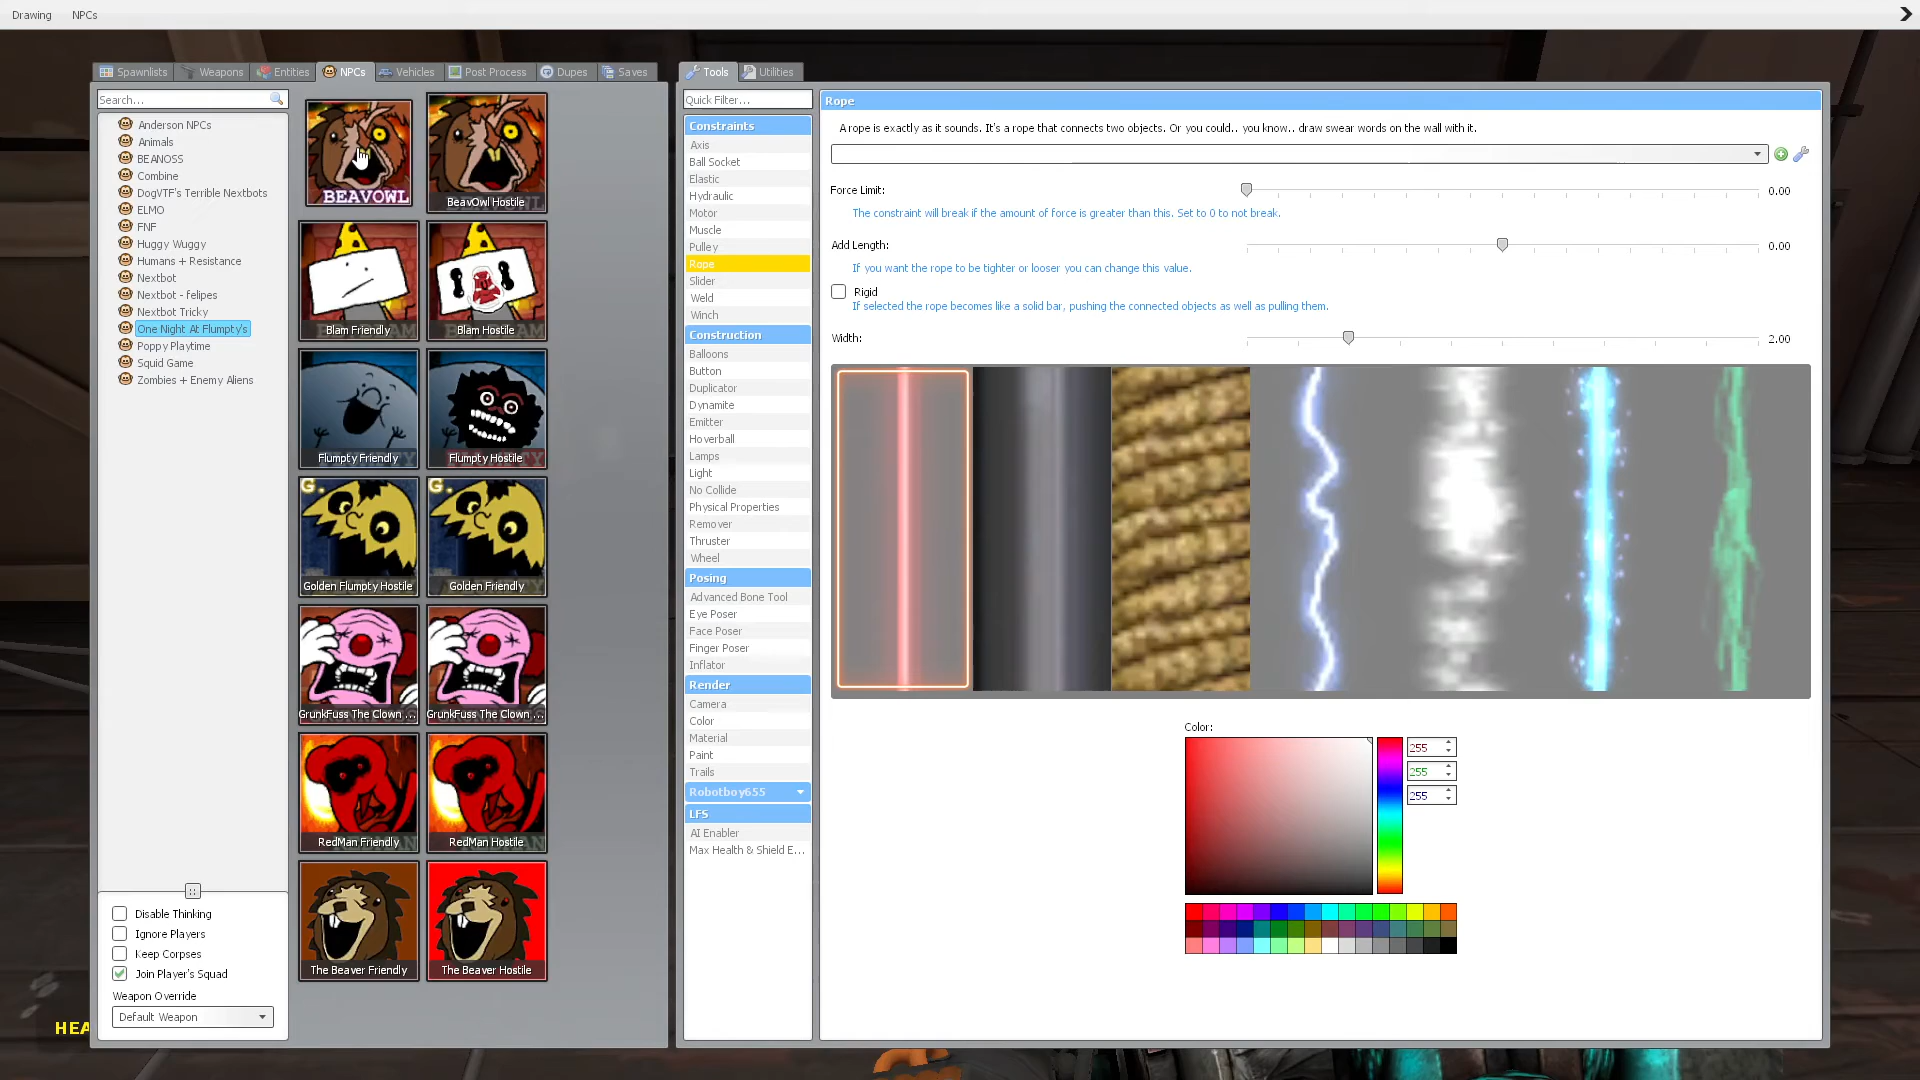 Drawing
NPCs
Spawnlists
Weapons
Entities
NPCs
Vehicles
Post Process
Dupes
Saves
Search...
Anderson NPCs
Animals
BEANOSS
Combine
DogVTF's Terrible Nextbots
ELMO
FNF
Huggy Wuggy
Humans + Resistance
Nextbot
Nextbot - felipes
Nextbot Tricky
One Night At Flumpty's
Poppy Playtime
Squid Game
Zombies + Enemy Aliens
Disable Thinking
Ignore Players
Keep Corpses
Join Player's Squad
Weapon Override
Default Weapon
HEA
BEAVOWL
BeavOwl Hostile
Blam Friendly
Blam Hostile
Flumpty Friendly
Flumpty Hostile
G.
Golden Flumpty Hostile
G.
Golden Friendly
GrunkFuss The Clown ...
GrunkFuss The Clown ...
RedMan Friendly
RedMan Hostile
The Beaver Friendly
The Beaver Hostile
Tools
Utilities
Quick Filter...
Constraints
Axis
Ball Socket
Elastic
Hydraulic
Motor
Muscle
Pulley
Rope
Slider
Weld
Winch
Construction
Balloons
Button
Duplicator
Dynamite
Emitter
Hoverball
Lamps
Light
No Collide
Physical Properties
Remover
Thruster
Wheel
Posing
Advanced Bone Tool
Eye Poser
Face Poser
Finger Poser
Inflator
Render
Camera
Color
Material
Paint
Trails
Robotboy655
LFS
AI Enabler
Max Health & Shield E...
Rope
A rope is exactly as it sounds. It's a rope that connects two objects. Or you could.. you know.. draw swear words on the wall with it.
Force Limit:
0.00
The constraint will break if the amount of force is greater than this. Set to 0 to not break.
Add Length:
0.00
If you want the rope to be tighter or looser you can change this value.
Rigid
If selected the rope becomes like a solid bar, pushing the connected objects as well as pulling them.
Width:
2.00
Color:
255
255
255